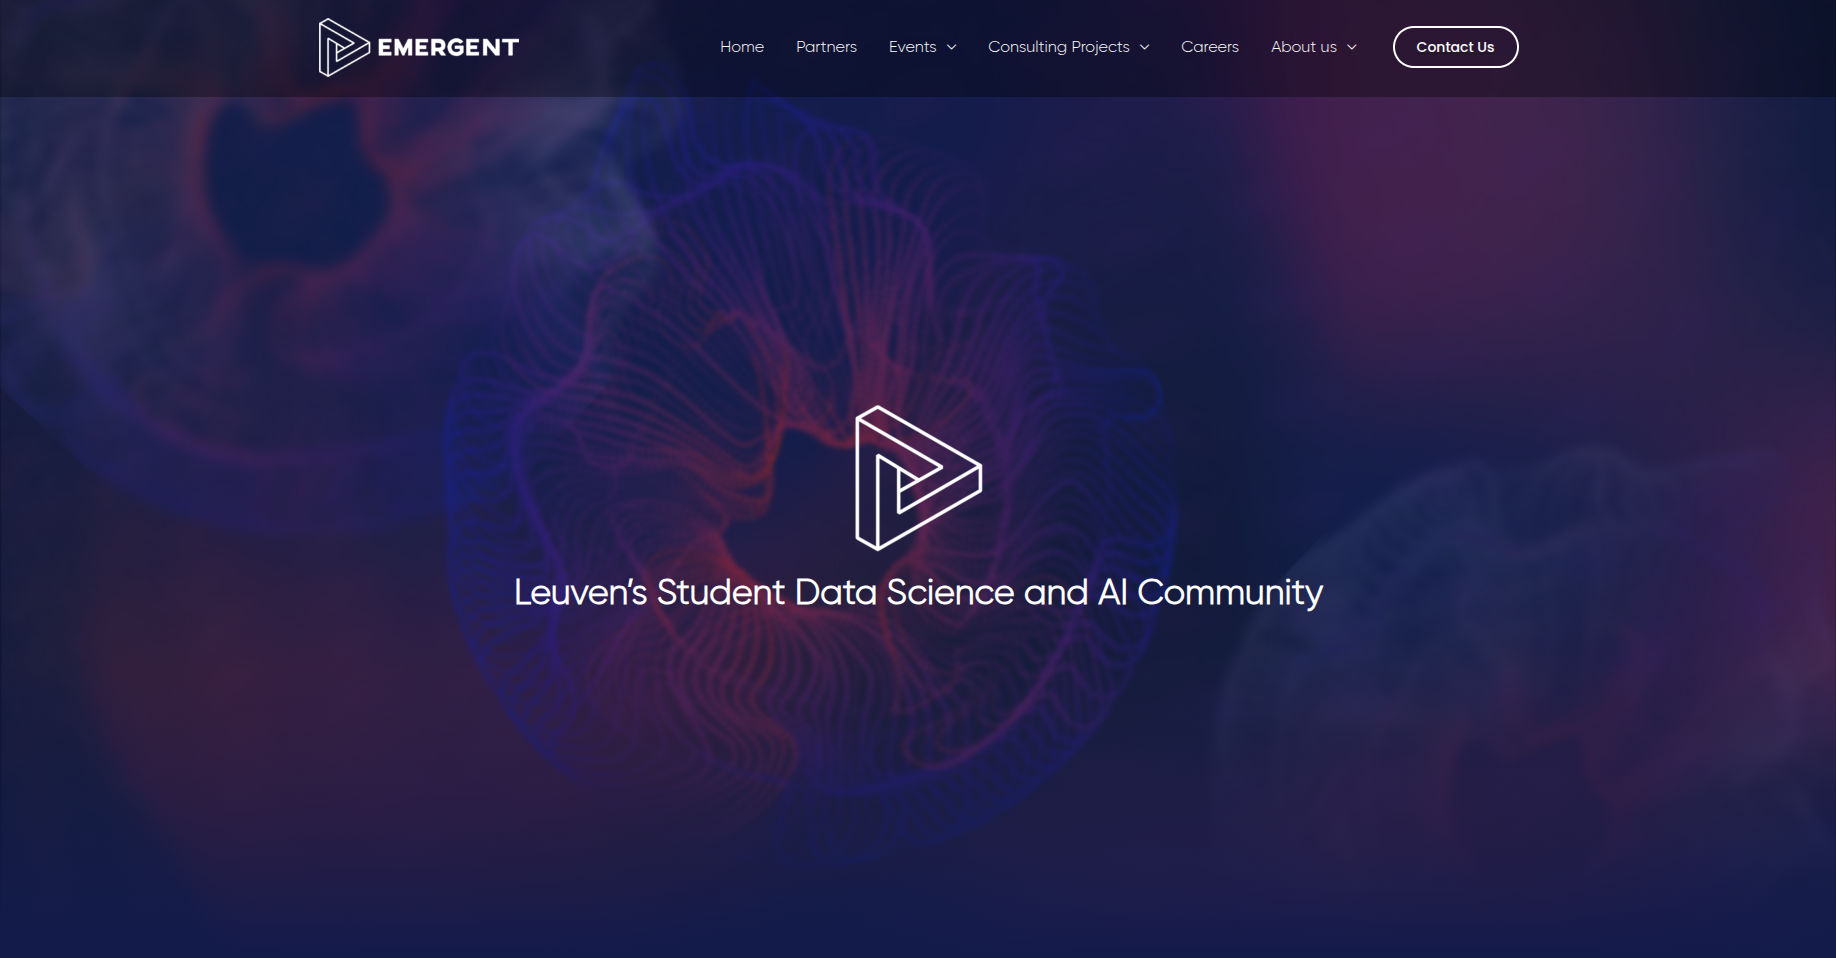 EMERGENT
Home Partners Events Consulting Projects Careers About us Contact Us
Leuven’s Student Data Science and AI Community